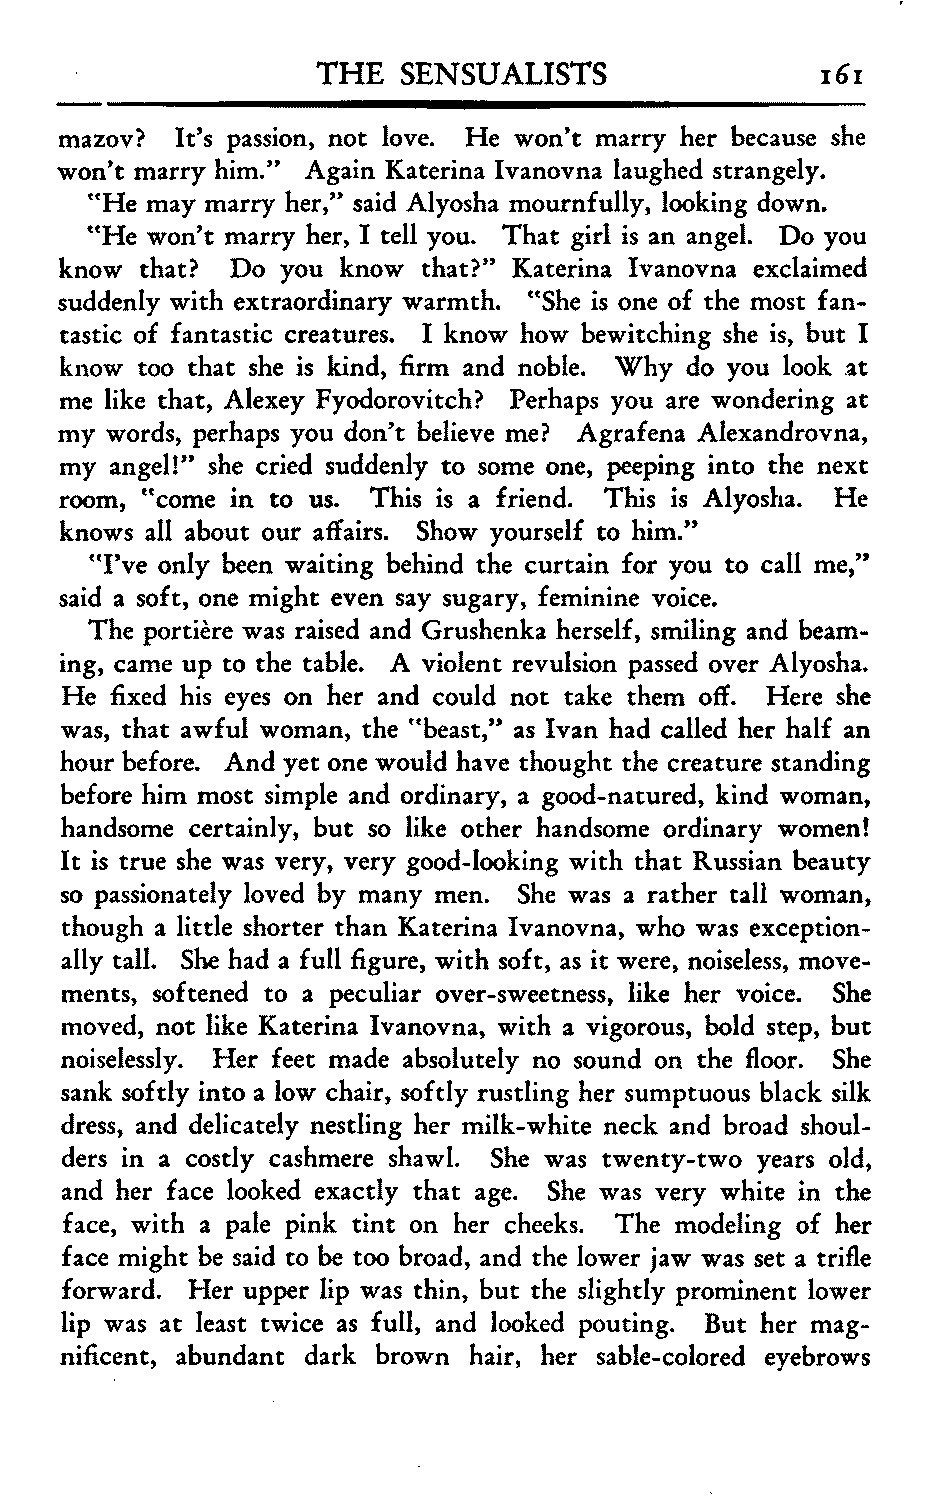 THE SENSUALISTS 161
mazov? It's passion, not love. He won't marry her because she
won't marry him." Again Katerina Ivanovna laughed strangely.
"He may marry her," said Alyosha mournfully, looking down.
"He won't marry her, I tell you. That girl is an angel. Do you
know that? Do you know that?" Katerina Ivanovna exclaimed
suddenly with extraordinary warmth. "She is one of the most fan-
tastic of fantastic creatures. I know how bewitching she is, but I
know too that she is kind, firm and noble. Why do you look at
me like that, Alexey Fyodorovitch? Perhaps you are wondering at
my words, perhaps you don't believe me? Agrafena Alexandrovna,
my angel!" she cried suddenly to some one, peeping into the next
room, "come in to us. This is a friend. This is Alyosha. He
knows all about our affairs. Show yourself to him."
"I've only been waiting behind the curtain for you to call me,"
said a soft, one might even say sugary, feminine voice.
The portière was raised and Grushenka herself, smiling and beam-
ing, came up to the table. A violent revulsion passed over Alyosha.
He fixed his eyes on her and could not take them off. Here she
was, that awful woman, the "beast," as Ivan had called her half an
hour before. And yet one would have thought the creature standing
before him most simple and ordinary, a good-natured, kind woman,
handsome certainly, but so like other handsome ordinary women!
It is true she was very, very good-looking with that Russian beauty
so passionately loved by many men. She was a rather tall woman,
though a little shorter than Katerina Ivanovna, who was exception-
ally tall. She had a full figure, with soft, as it were, noiseless, move-
ments, softened to a peculiar over-sweetness, like her voice. She
moved, not like Katerina Ivanovna, with a vigorous, bold step, but
noiselessly. Her feet made absolutely no sound on the floor. She
sank softly into a low chair, softly rustling her sumptuous black silk
dress, and delicately nestling her milk-white neck and broad shoul-
ders in a costly cashmere shawl. She was twenty-two years old,
and her face looked exactly that age. She was very white in the
face, with a pale pink tint on her cheeks. The modeling of her
face might be said to be too broad, and the lower jaw was set a trifle
forward. Her upper lip was thin, but the slightly prominent lower
lip was at least twice as full, and looked pouting. But her mag-
nificent, abundant dark brown hair, her sable-colored eyebrows